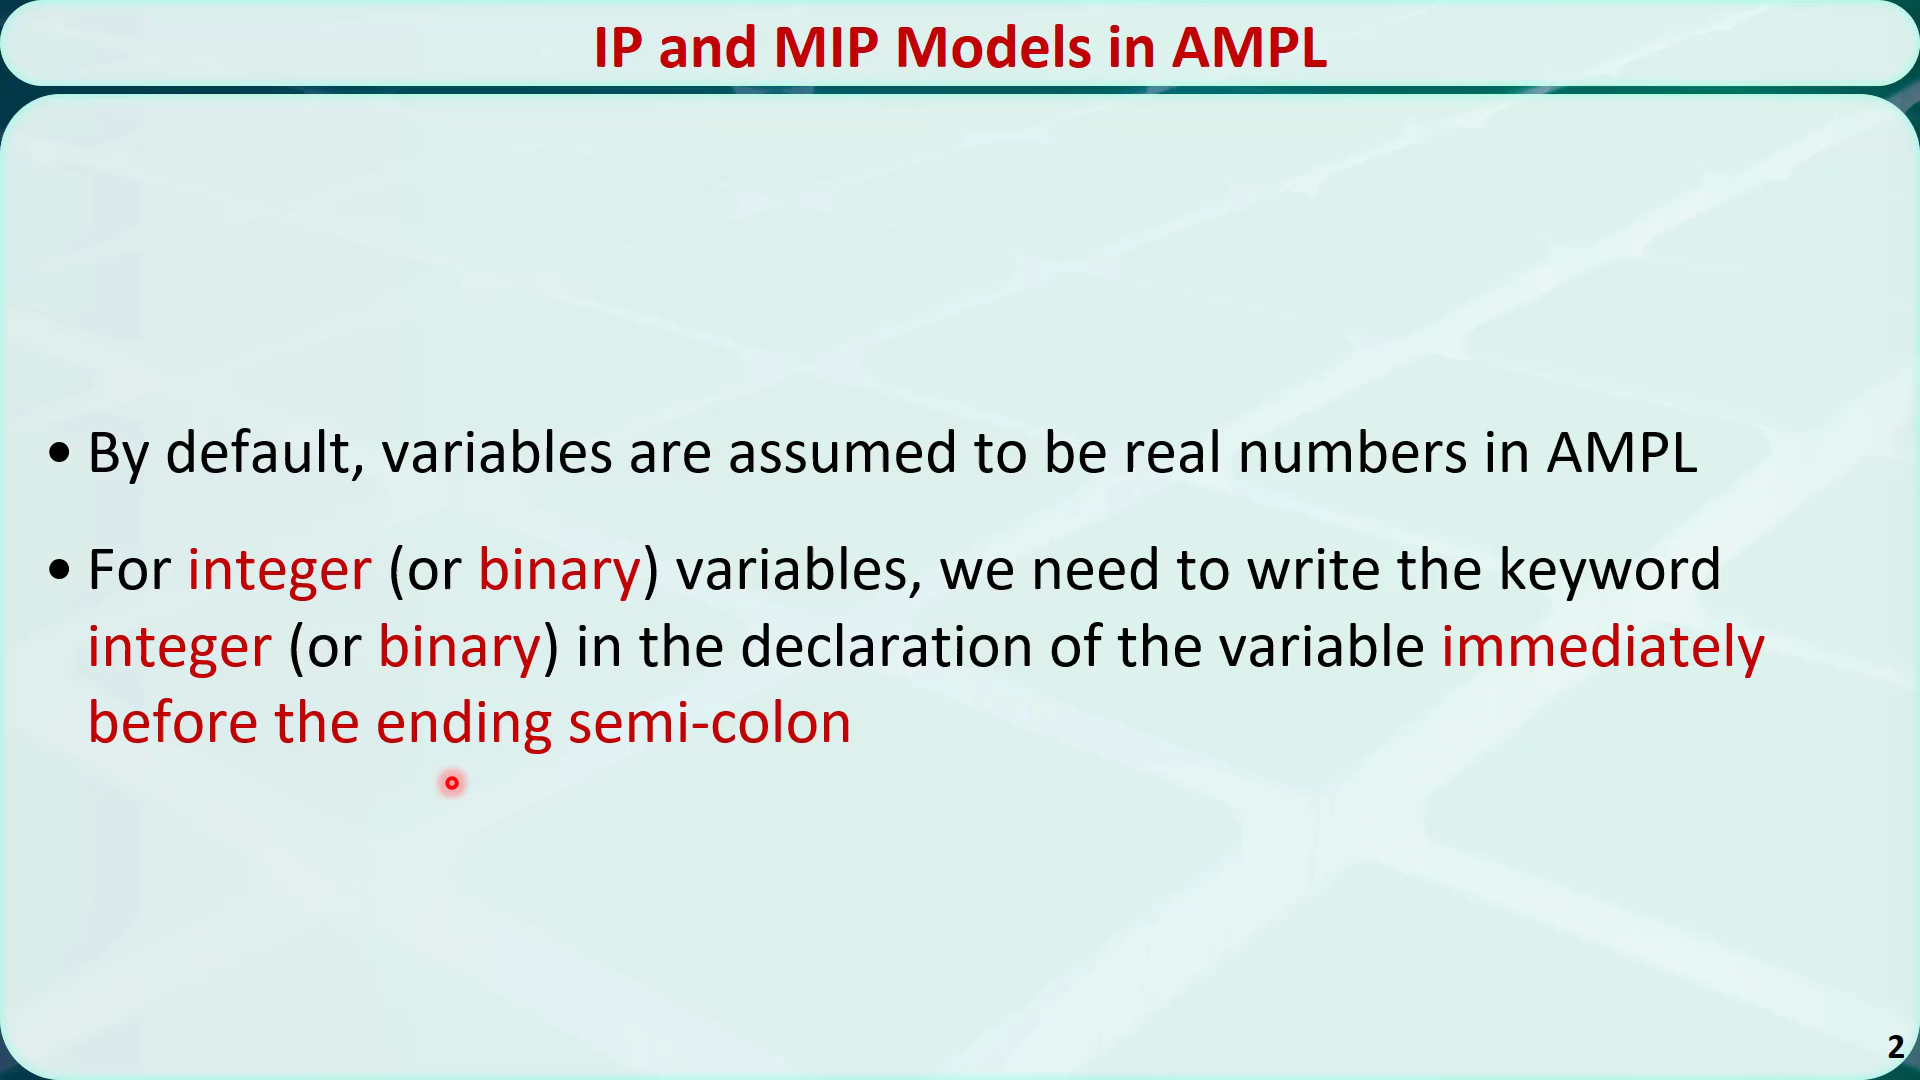 IP and MIP Models in AMPL
• By default, variables are assumed to be real numbers in AMPL
• For integer (or binary) variables, we need to write the keyword
integer (or binary) in the declaration of the variable immediately
before the ending semi-colon
2